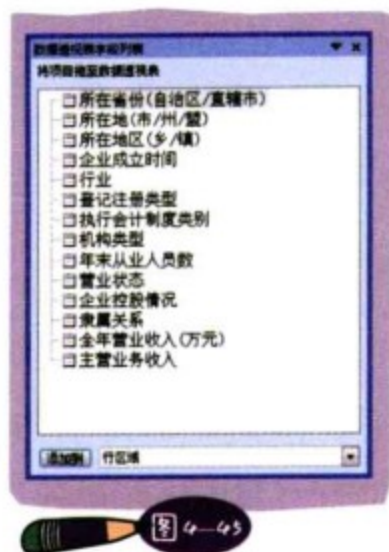 数据透视表字段列表
将项目拖至数据透视表
所在省份(自治区/直辖市)
所在地(市/州/盟)
所在地区(乡/镇)
企业成立时间
行业
登记注册类型
执行会计制度类别
机构类型
年末从业人员数
营业状态
企业控股情况
隶属关系
全年营业收入(万元)
主营业务收入
添加到 行区域
图 4—45